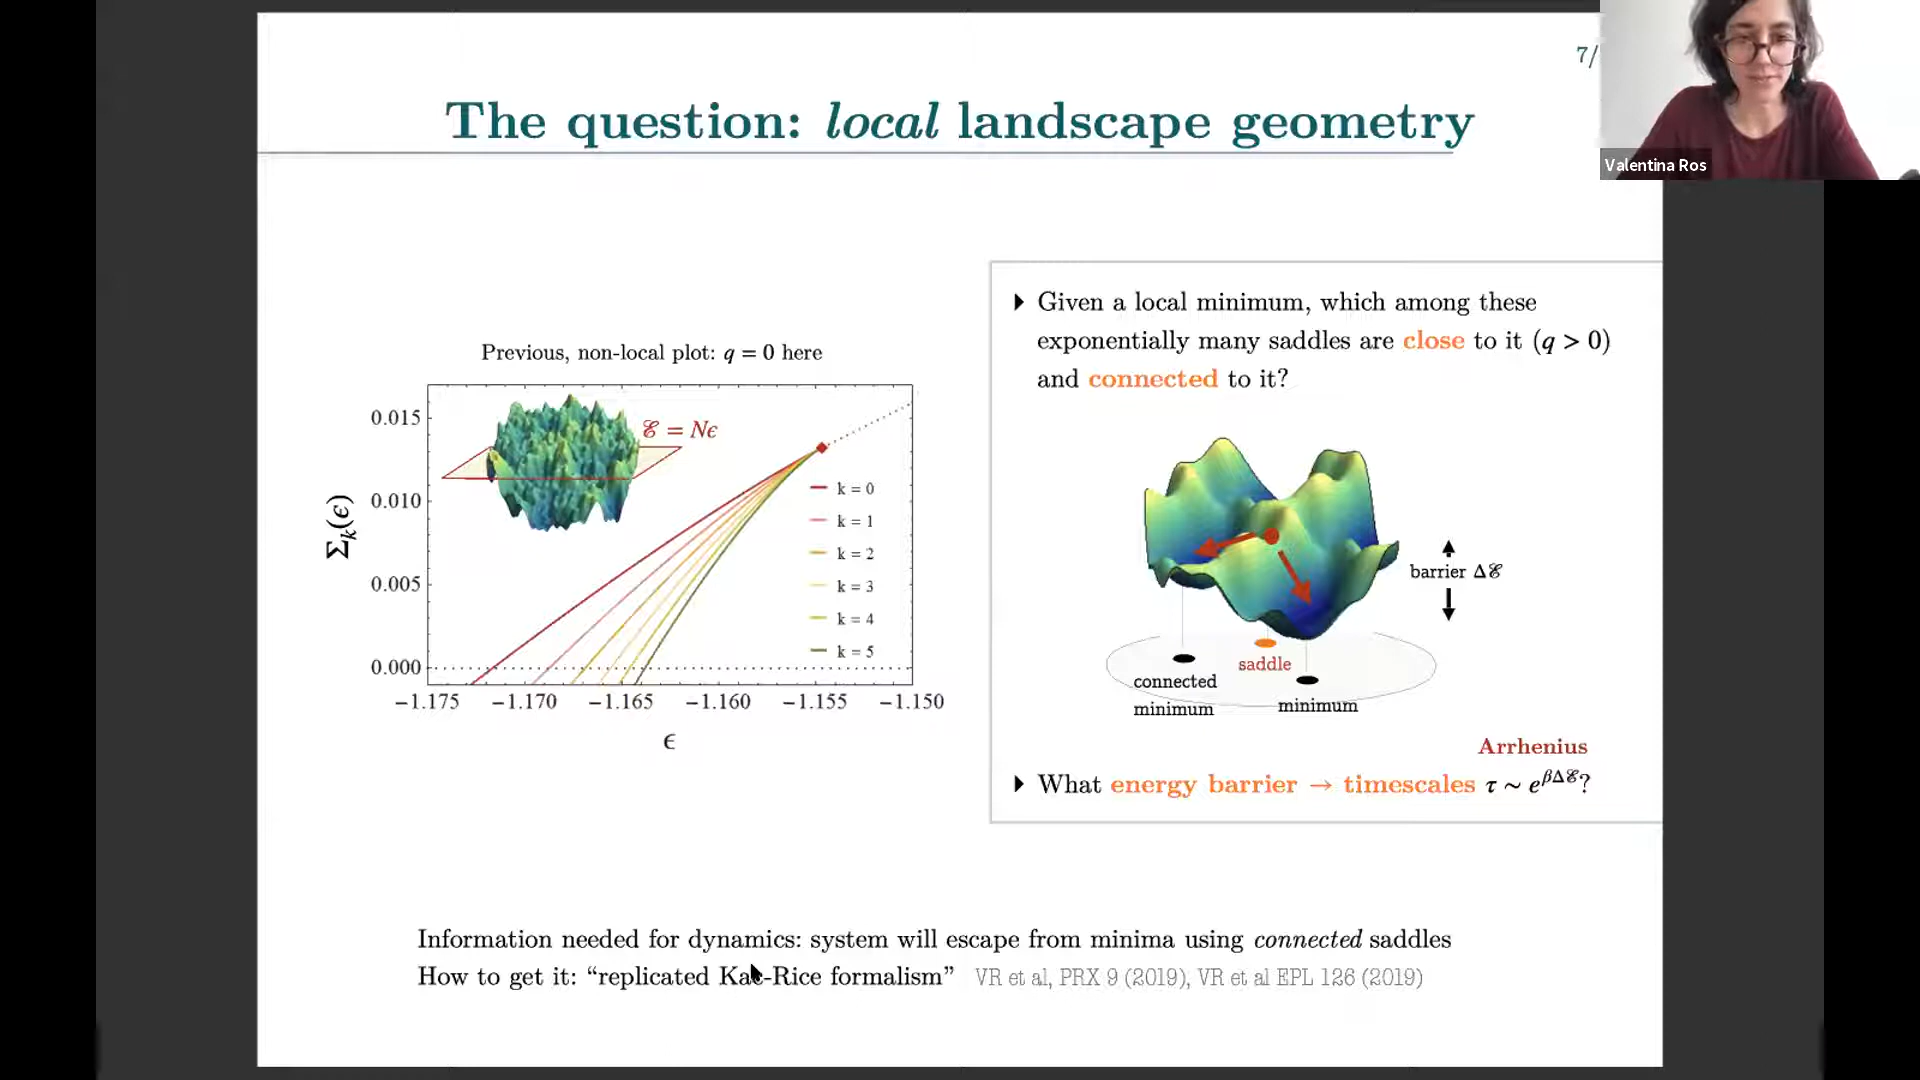 7/
The question: local landscape geometry
Valentina Ros
Previous, non-local plot: q = 0 here
ℰ = Nϵ
Σk(ϵ)
0.015
0.010
0.005
0.000
k = 0
k = 1
k = 2
k = 3
k = 4
k = 5
−1.175 −1.170 −1.165 −1.160 −1.155 −1.150
ϵ
▸ Given a local minimum, which among these
exponentially many saddles are close to it (q > 0)
and connected to it?
barrier Δℰ
saddle
connected
minimum
minimum
Arrhenius
▸ What energy barrier → timescales τ ~ e^βΔℰ?
Information needed for dynamics: system will escape from minima using connected saddles
How to get it: “replicated Kac-Rice formalism” VR et al, PRX 9 (2019), VR et al EPL 126 (2019)